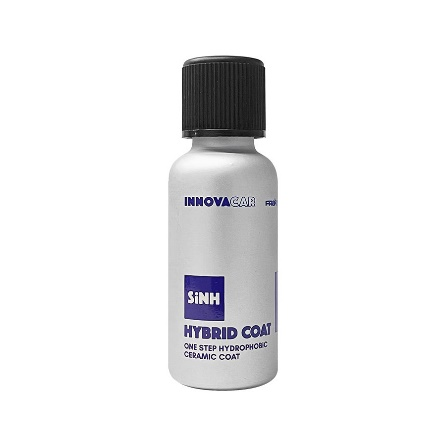 INNOVACAR
SiNH
HYBRID COAT
ONE STEP HYDROPHOBIC
CERAMIC COAT